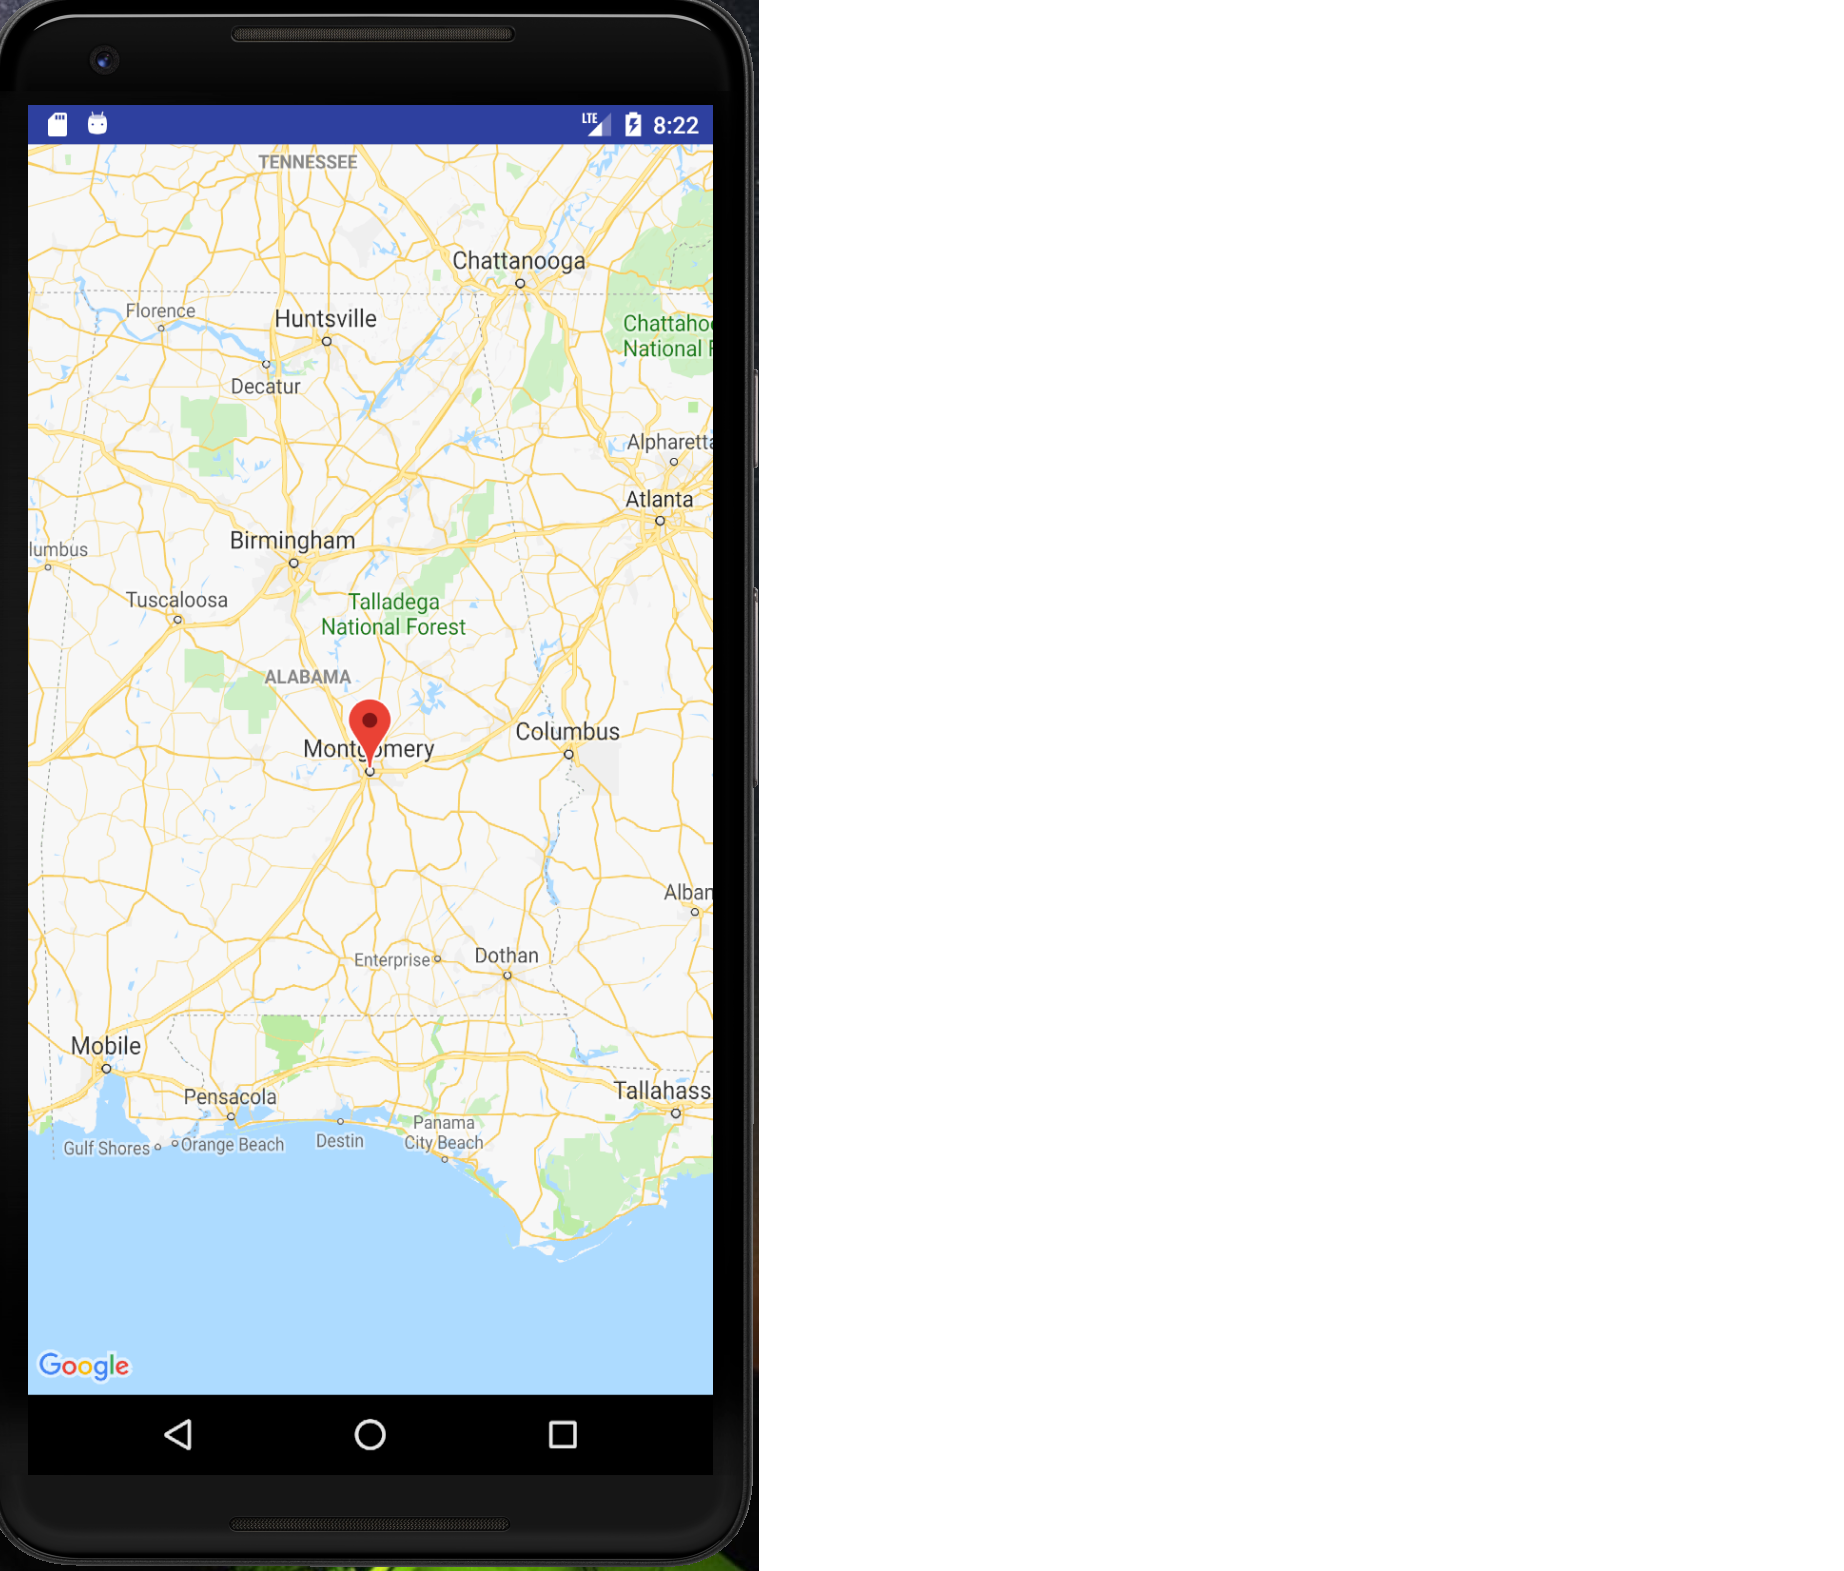 LTE 8:22
TENNESSEE
Chattanooga
Florence
Huntsville
Chattahoo
National F
Decatur
Alpharetta
Atlanta
Birmingham
lumbus
Tuscaloosa
Talladega
National Forest
ALABAMA
Columbus
Montgomery
Alban
Enterprise
Dothan
Mobile
Tallahass
Pensacola
Panama
City Beach
Gulf Shores
Orange Beach
Destin
Google